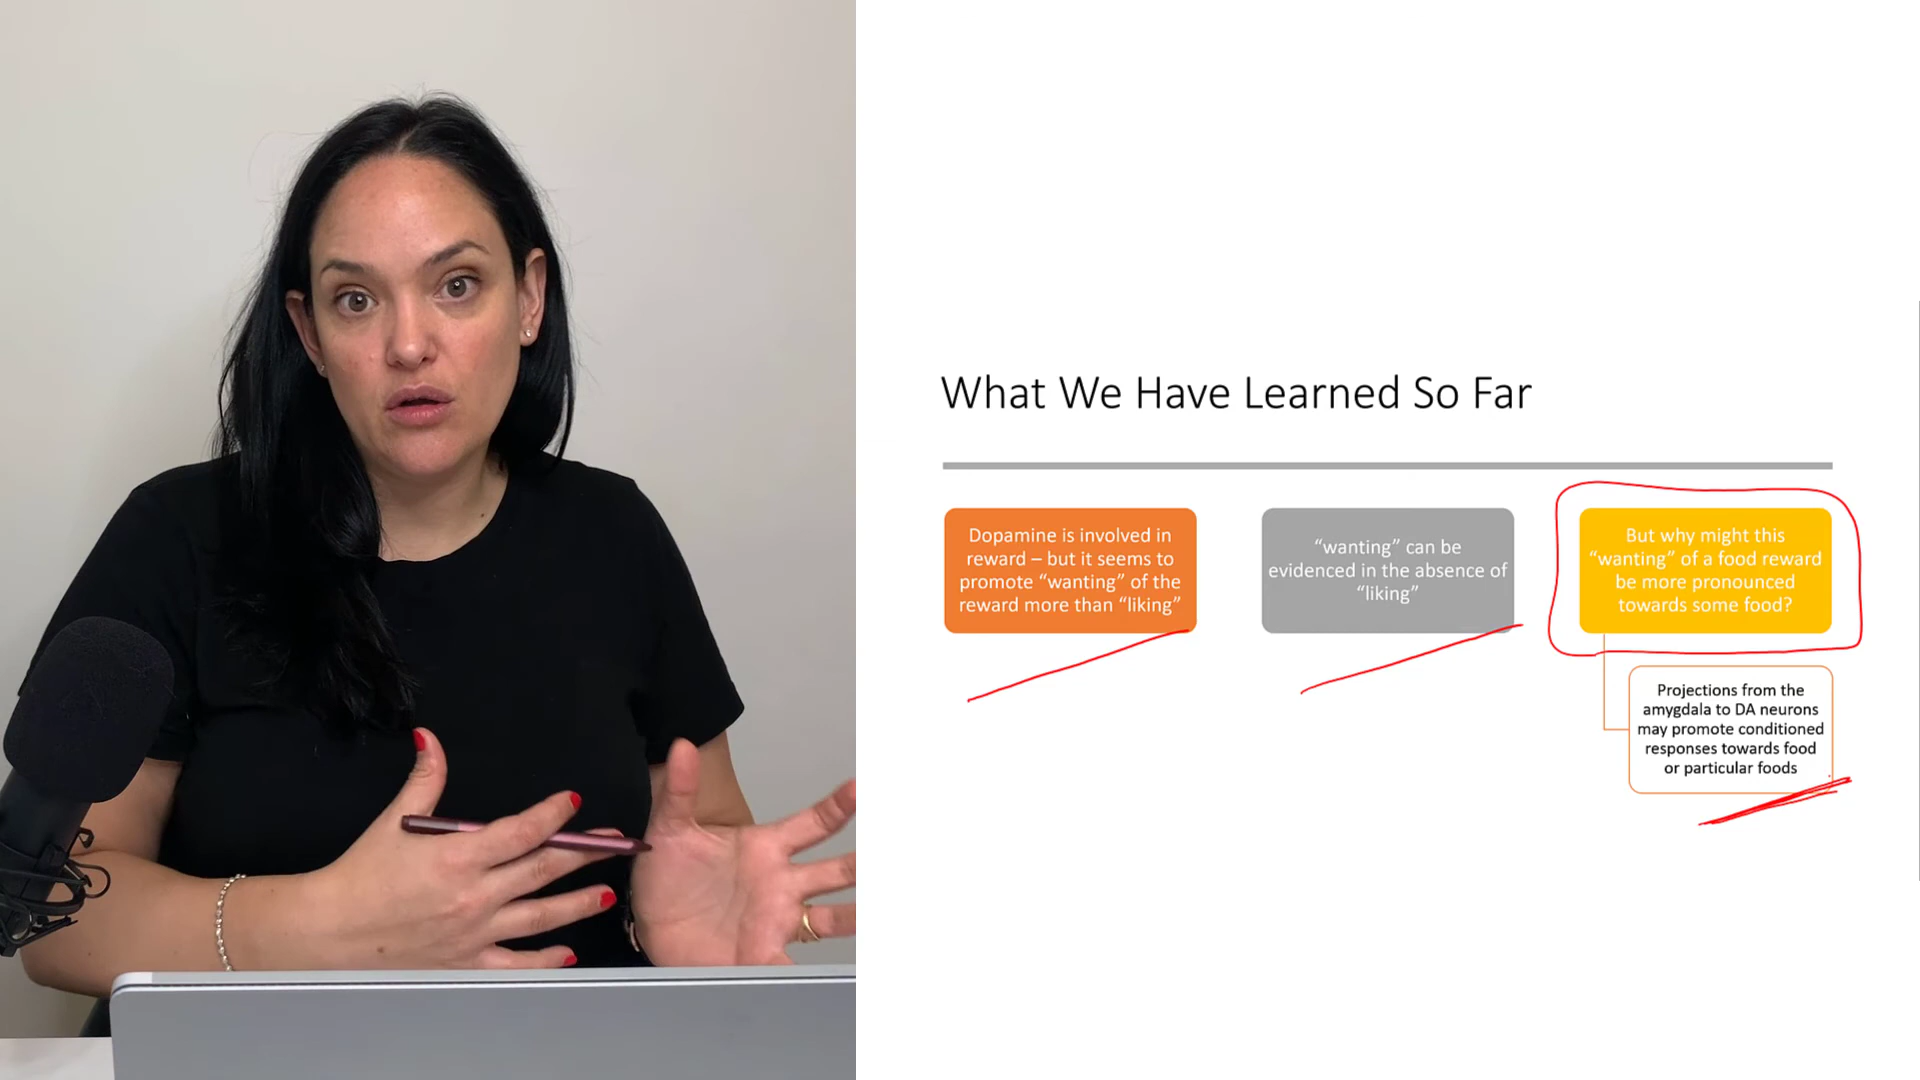 What We Have Learned So Far
Dopamine is involved in
reward – but it seems to
promote “wanting” of the
reward more than “liking”
“wanting” can be
evidenced in the absence of
“liking”
But why might this
“wanting” of a food reward
be more pronounced
towards some food?
Projections from the
amygdala to DA neurons
may promote conditioned
responses towards food
or particular foods